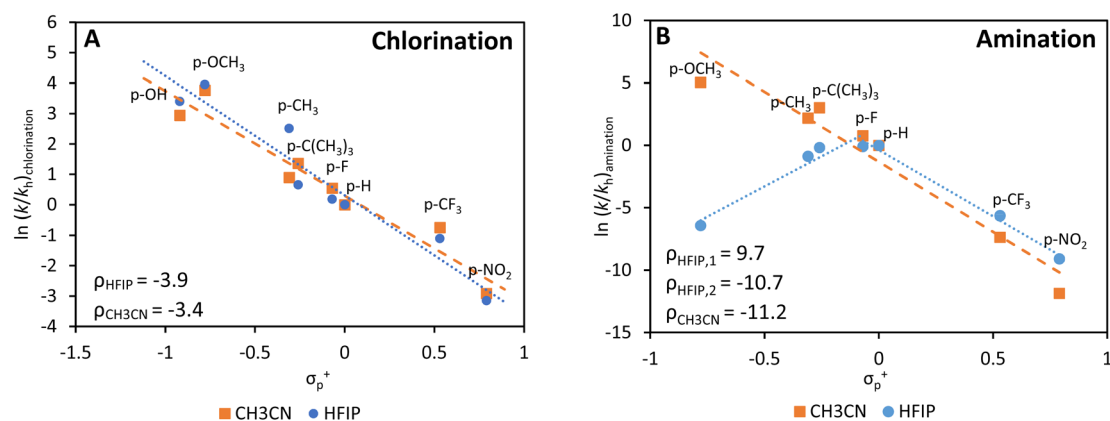 A
Chlorination
ln (k/kₕ)chlorination
6
5
4
3
2
1
0
-1
-2
-3
-4
p-OCH₃
p-OH
p-CH₃
p-C(CH₃)₃
p-F
p-H
p-CF₃
p-NO₂
ρHFIP = -3.9
ρCH3CN = -3.4
-1.5
-1
-0.5
0
0.5
1
σₚ⁺
CH3CN
HFIP
B
Amination
ln (k/kₕ)amination
10
5
0
-5
-10
-15
p-OCH₃
p-C(CH₃)₃
p-CH₃
p-F
p-H
p-CF₃
p-NO₂
ρHFIP,1 = 9.7
ρHFIP,2 = -10.7
ρCH3CN = -11.2
-1
-0.5
0
0.5
1
σₚ⁺
CH3CN
HFIP